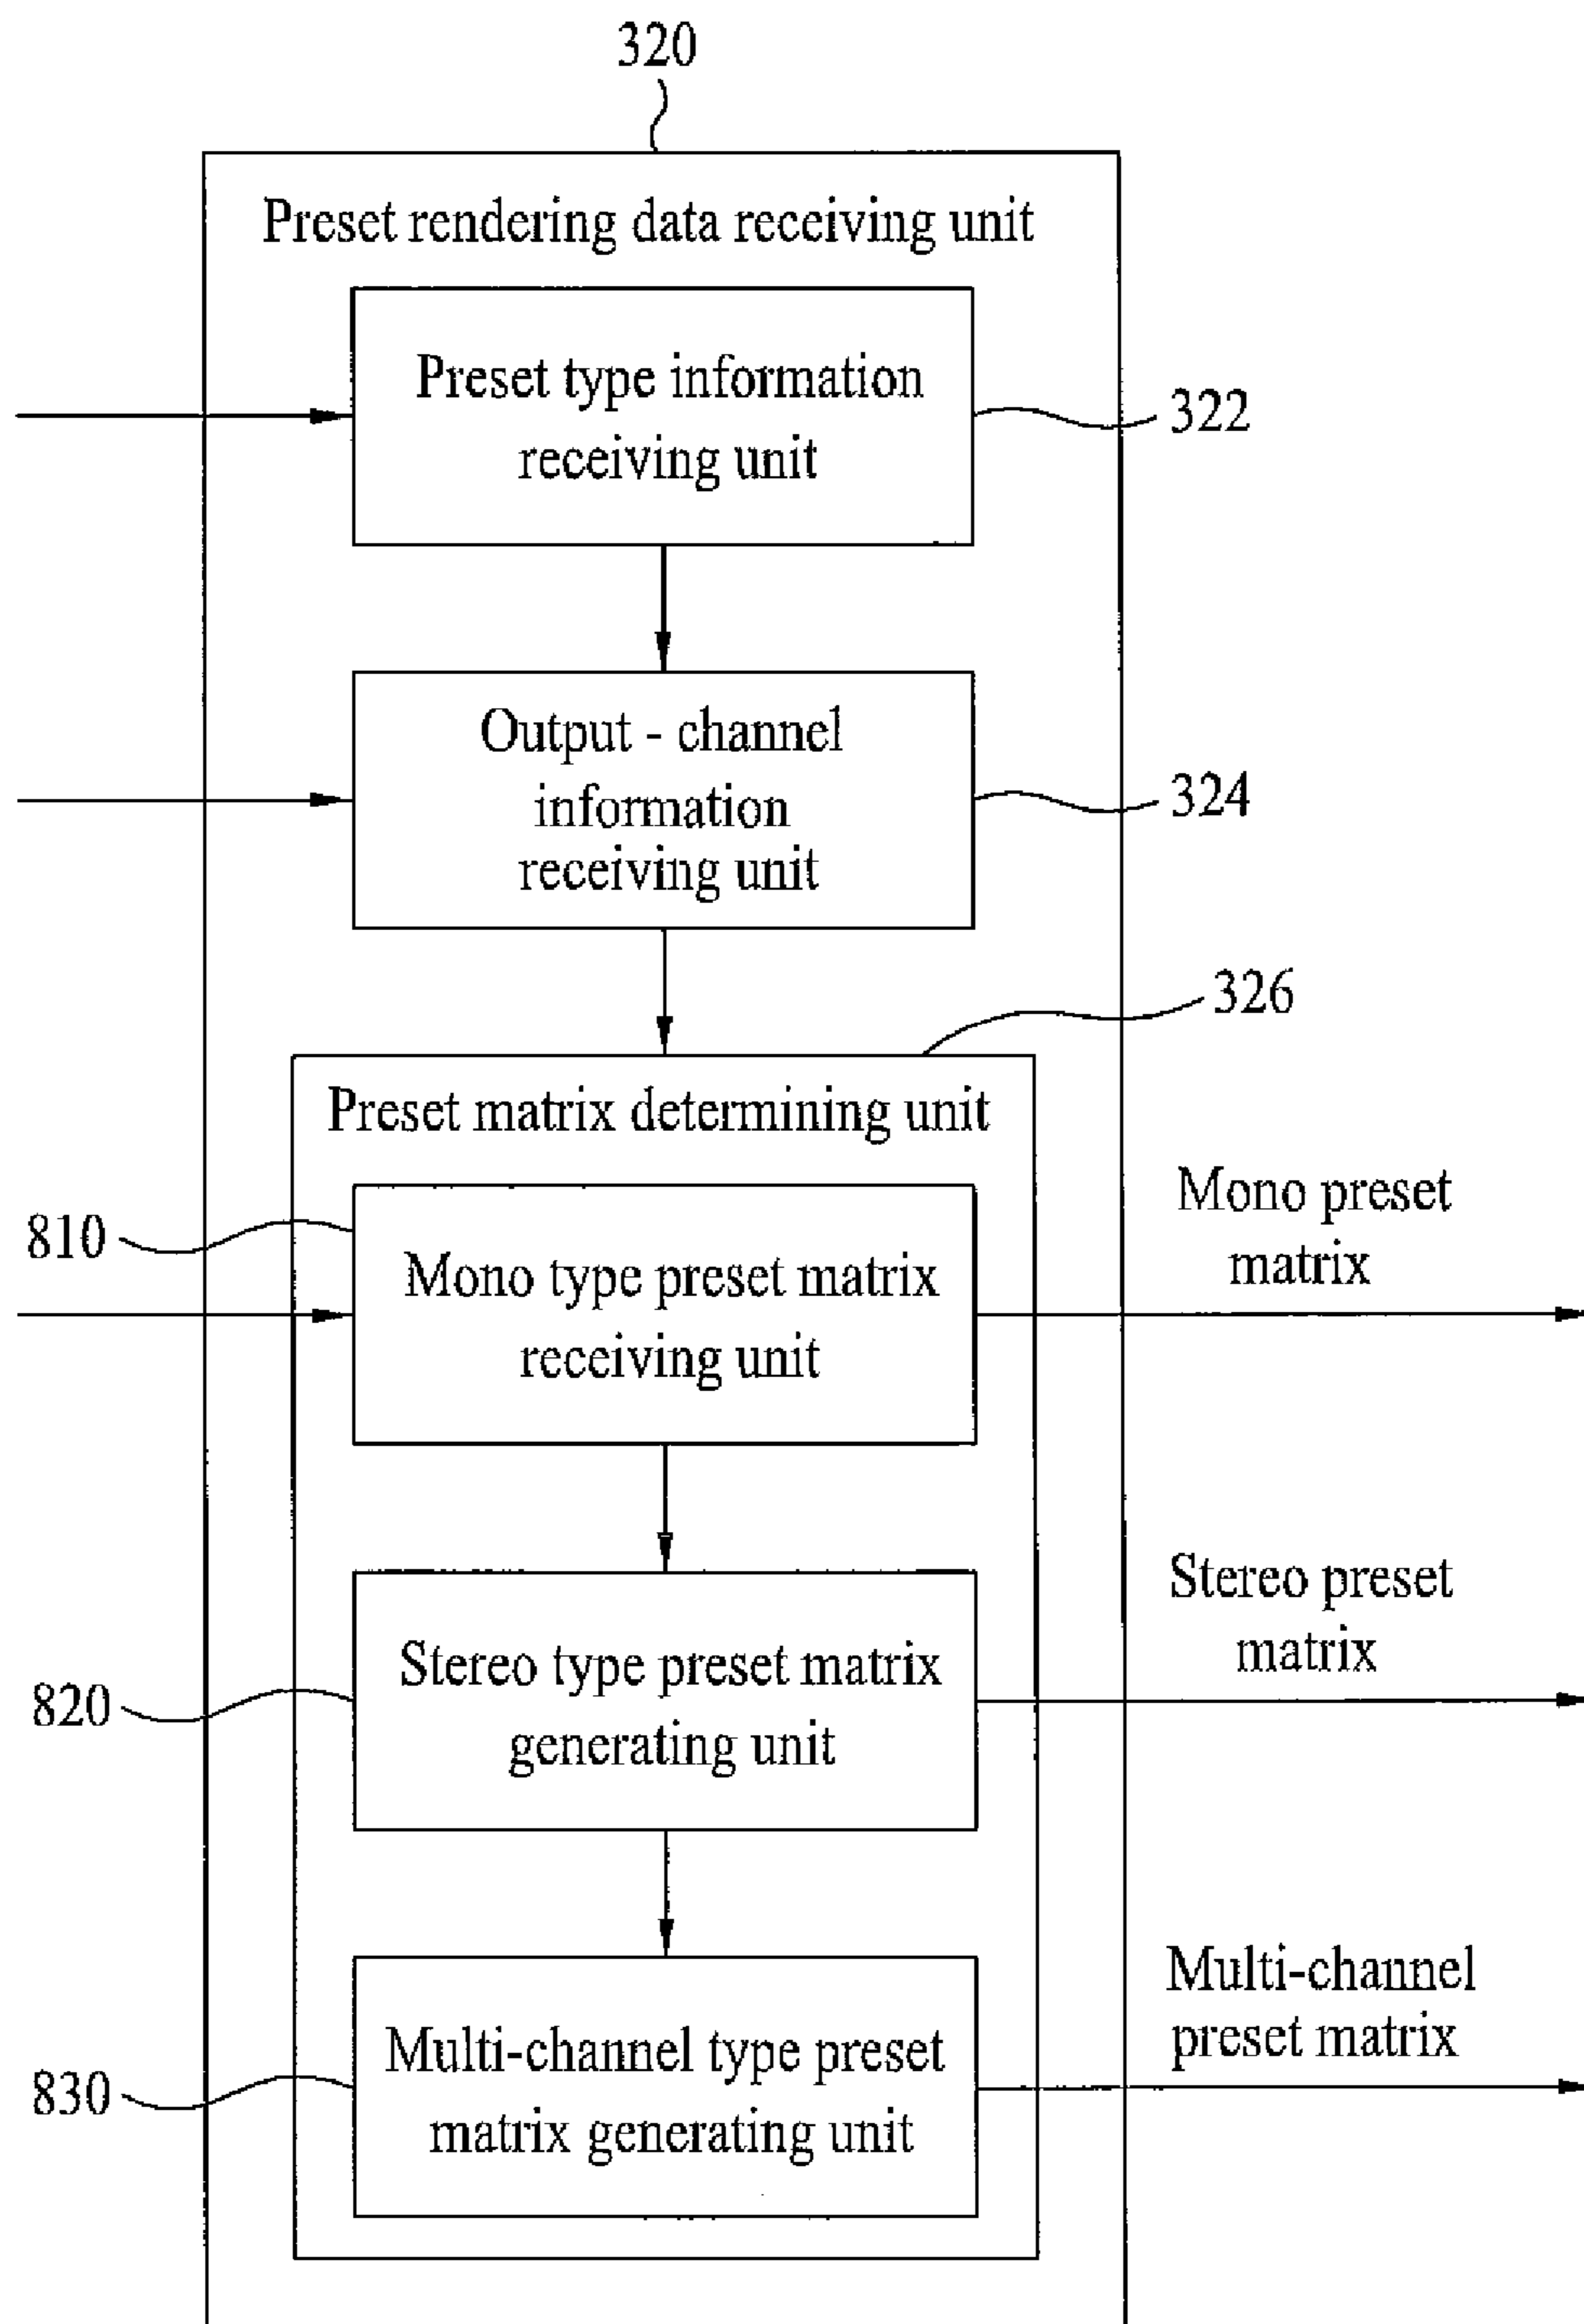 320
Preset rendering data receiving unit
Preset type information
receiving unit
322
Output - channel
information
receiving unit
324
326
Preset matrix determining unit
810
Mono type preset matrix
receiving unit
Mono preset
matrix
820
Stereo type preset matrix
generating unit
Stereo preset
matrix
830
Multi-channel type preset
matrix generating unit
Multi-channel
preset matrix